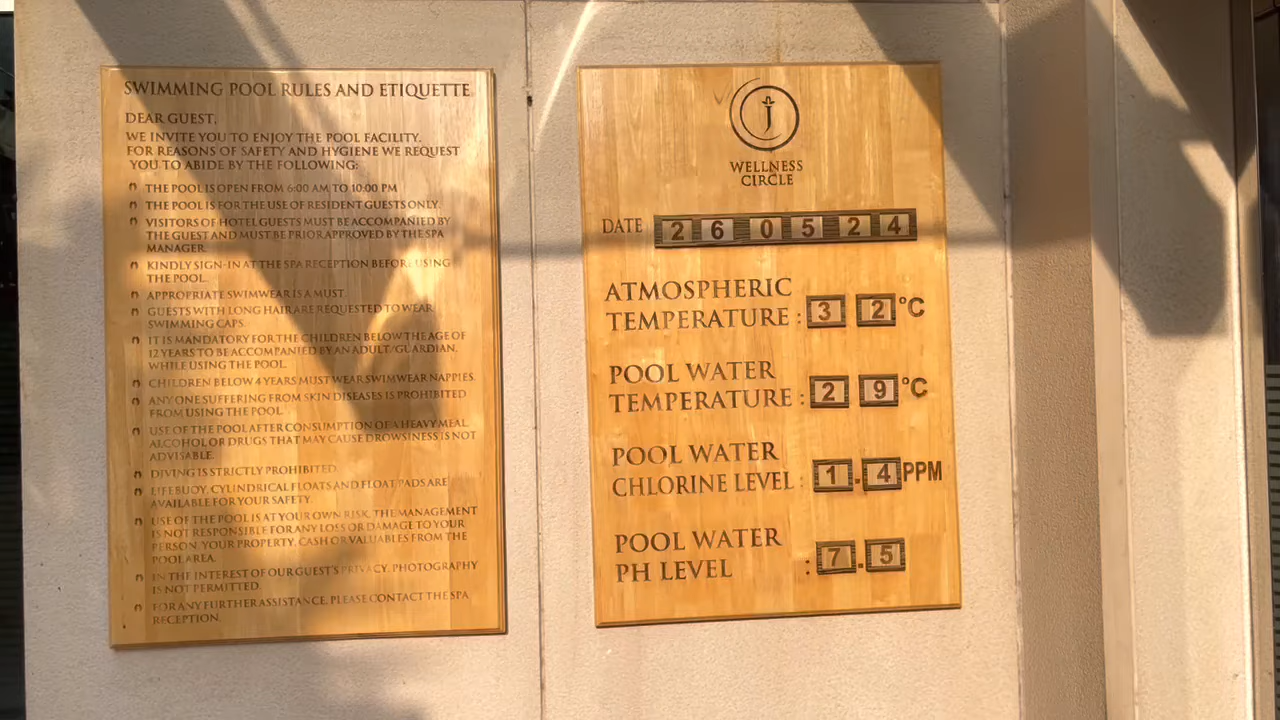 SWIMMING POOL RULES AND ETIQUETTE
DEAR GUEST,
WE INVITE YOU TO ENJOY THE POOL FACILITY.
FOR REASONS OF SAFETY AND HYGIENE WE REQUEST
YOU TO ABIDE BY THE FOLLOWING:
THE POOL IS OPEN FROM 6:00 AM TO 10:00 PM
THE POOL IS FOR THE USE OF RESIDENT GUESTS ONLY.
VISITORS OF HOTEL GUESTS MUST BE ACCOMPANIED BY
THE GUEST AND MUST BE PRIOR APPROVED BY THE SPA
MANAGER.
KINDLY SIGN-IN AT THE SPA RECEPTION BEFORE USING
THE POOL.
APPROPRIATE SWIMWEAR IS A MUST.
GUESTS WITH LONG HAIR ARE REQUESTED TO WEAR
SWIMMING CAPS.
IT IS MANDATORY FOR THE CHILDREN BELOW THE AGE OF
12 YEARS TO BE ACCOMPANIED BY AN ADULT/GUARDIAN,
WHILE USING THE POOL.
CHILDREN BELOW 4 YEARS MUST WEAR SWIMWEAR NAPPIES.
ANY ONE SUFFERING FROM SKIN DISEASES IS PROHIBITED
FROM USING THE POOL.
USE OF THE POOL AFTER CONSUMPTION OF A HEAVY MEAL,
ALCOHOL OR DRUGS THAT MAY CAUSE DROWSINESS IS NOT
ADVISABLE.
DIVING IS STRICTLY PROHIBITED.
LIFEBUOY, CYLINDRICAL FLOATS AND FLOAT PADS ARE
AVAILABLE FOR YOUR SAFETY.
USE OF THE POOL IS AT YOUR OWN RISK. THE MANAGEMENT
IS NOT RESPONSIBLE FOR ANY LOSS OR DAMAGE TO YOUR
PERSON, YOUR PROPERTY, CASH OR VALUABLES FROM THE
POOL AREA.
IN THE INTEREST OF OUR GUEST'S PRIVACY, PHOTOGRAPHY
IS NOT PERMITTED.
FOR ANY FURTHER ASSISTANCE, PLEASE CONTACT THE SPA
RECEPTION.
WELLNESS
CIRCLE
DATE 2 6 0 5 2 4
ATMOSPHERIC
TEMPERATURE : 3 2 °C
POOL WATER
TEMPERATURE : 2 9 °C
POOL WATER
CHLORINE LEVEL : 1.4 PPM
POOL WATER
PH LEVEL : 7.5